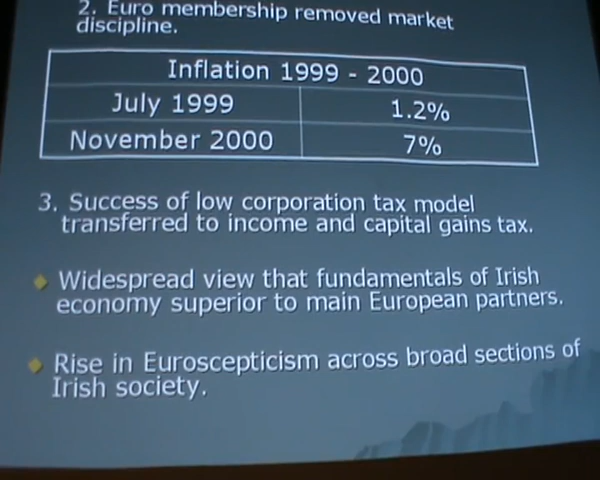 2. Euro membership removed market
discipline.
Inflation 1999 - 2000
July 1999 1.2%
November 2000 7%
3. Success of low corporation tax model
transferred to income and capital gains tax.
Widespread view that fundamentals of Irish
economy superior to main European partners.
Rise in Euroscepticism across broad sections of
Irish society.